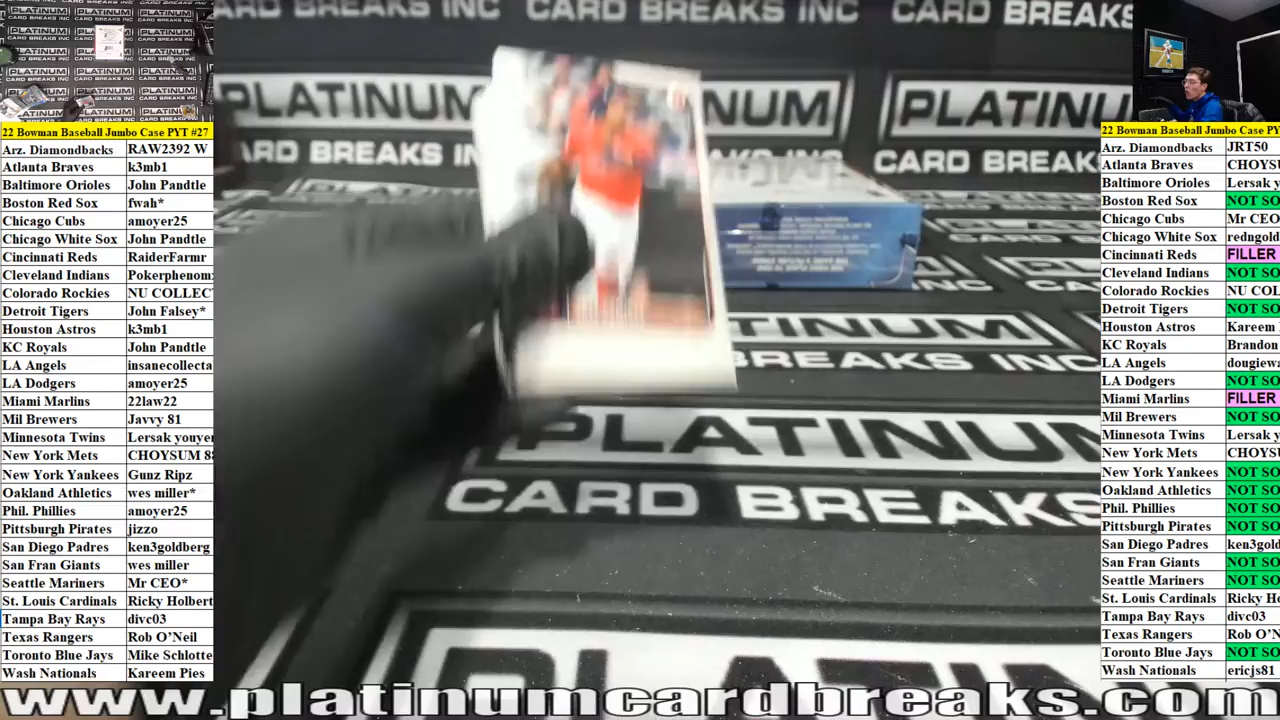 22 Bowman Baseball Jumbo Case PYT #27
Arz. Diamondbacks RAW2392 W
Atlanta Braves k3mb1
Baltimore Orioles John Pandtle
Boston Red Sox fwah*
Chicago Cubs amoyer25
Chicago White Sox John Pandtle
Cincinnati Reds RaiderFarmr
Cleveland Indians Pokerphenom
Colorado Rockies NU COLLEC
Detroit Tigers John Falsey*
Houston Astros k3mb1
KC Royals John Pandtle
LA Angels insanecollecta
LA Dodgers amoyer25
Miami Marlins 22law22
Mil Brewers Javvy 81
Minnesota Twins Lersak youyer
New York Mets CHOYSUM 88
New York Yankees Gunz Ripz
Oakland Athletics wes miller*
Phil. Phillies amoyer25
Pittsburgh Pirates jizzo
San Diego Padres ken3goldberg
San Fran Giants wes miller
Seattle Mariners Mr CEO*
St. Louis Cardinals Ricky Holbert
Tampa Bay Rays divc03
Texas Rangers Rob O'Neil
Toronto Blue Jays Mike Schlotte
Wash Nationals Kareem Pies
CARD BREAKS INC
CARD BREAKS
PLATINUM
PLATINUM
PLATINUM
CARD BREAKS INC
CARD BREAKS
PLATINUM
BREAKS INC
PLATINUM
CARD BREAKS
22 Bowman Baseball Jumbo Case PY
Arz. Diamondbacks JRT50
Atlanta Braves CHOYSU
Baltimore Orioles Lersak y
Boston Red Sox NOT SO
Chicago Cubs Mr CEO
Chicago White Sox redngold
Cincinnati Reds FILLER
Cleveland Indians NOT SO
Colorado Rockies NU COL
Detroit Tigers NOT SO
Houston Astros Kareem
KC Royals Brandon
LA Angels dougiewa
LA Dodgers NOT SO
Miami Marlins FILLER
Mil Brewers NOT SO
Minnesota Twins Lersak y
New York Mets CHOYSU
New York Yankees NOT SO
Oakland Athletics NOT SO
Phil. Phillies NOT SO
Pittsburgh Pirates NOT SO
San Diego Padres ken3gold
San Fran Giants NOT SO
Seattle Mariners NOT SO
St. Louis Cardinals Ricky Ho
Tampa Bay Rays divc03
Texas Rangers Rob O'N
Toronto Blue Jays NOT SO
Wash Nationals ericjs81
www.platinumcardbreaks.com